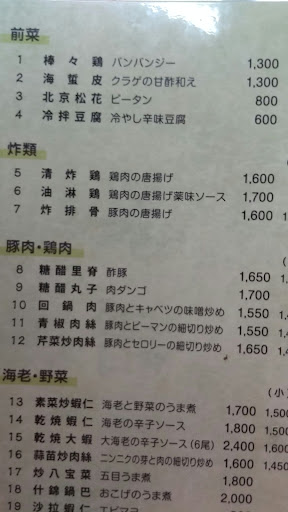 前菜
1 棒々鶏 バンバンジー 1,300
2 海蜇皮 クラゲの甘酢和え 1,300
3 北京松花 ピータン 800
4 冷拌豆腐 冷やし辛味豆腐 600
炸類
5 清炸鶏 鶏肉の唐揚げ 1,600
6 油淋鶏 鶏肉の唐揚げ薬味ソース 1,700
7 炸排骨 豚肉の唐揚げ 1,600
豚肉・鶏肉
8 糖醋里脊 酢豚 1,650
9 糖醋丸子 肉ダンゴ 1,700
10 回鍋肉 豚肉とキャベツの味噌炒め 1,550
11 青椒肉絲 豚肉とピーマンの細切り炒め 1,550
12 芹菜炒肉絲 豚肉とセロリーの細切り炒め 1,550
海老・野菜
(小
13 素菜炒蝦仁 海老と野菜のうま煮 1,700 1,500
14 乾焼蝦仁 海老の辛子ソース 1,800
15 乾焼大蝦 大海老の辛子ソース(6尾) 2,400 1,600
16 蒜苗炒肉絲 ニンニクの芽と肉の細切り炒め 1,600 1,450
17 炒八宝菜 五目うま煮
18 什錦鍋巴 おこげのうま煮 2,000
19 沙拉蝦仁 エビマヨ